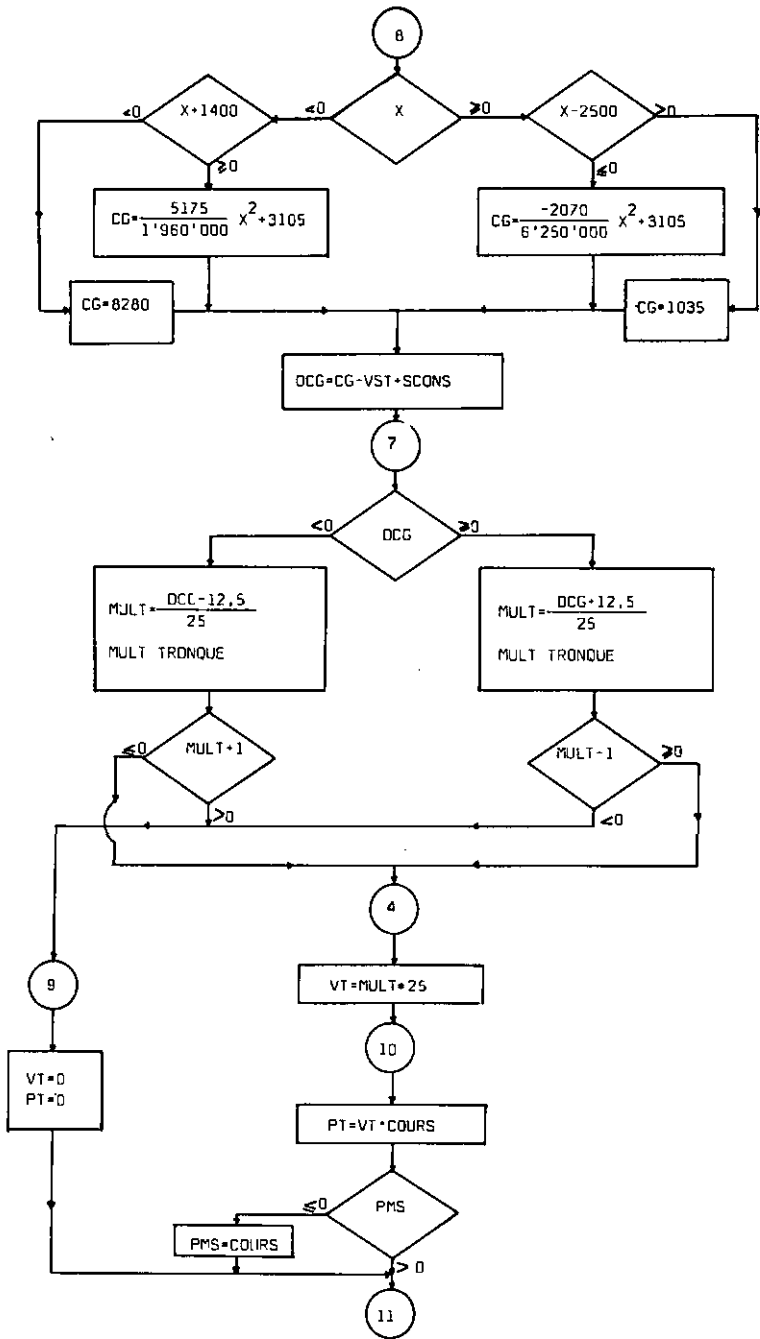 8
<0 X+1400 <0 X ⩾0 X-2500 >0
⩾0 ⩽0
CG= 5175 / 1'960'000 X²+3105
CG= -2070 / 6'250'000 X²+3105
CG=8280
CG=1035
DCG=CG-VST+SCONS
7
<0 DCG ⩾0
MULT= DCG-12,5 / 25
MULT TRONQUE
MULT= DCG+12,5 / 25
MULT TRONQUE
⩽0 MULT+1 >0
MULT-1 ⩾0 <0
4
9
VT=MULT*25
10
VT=0
PT=0
PT=VT*COURS
⩽0 PMS
PMS=COURS
>0
11